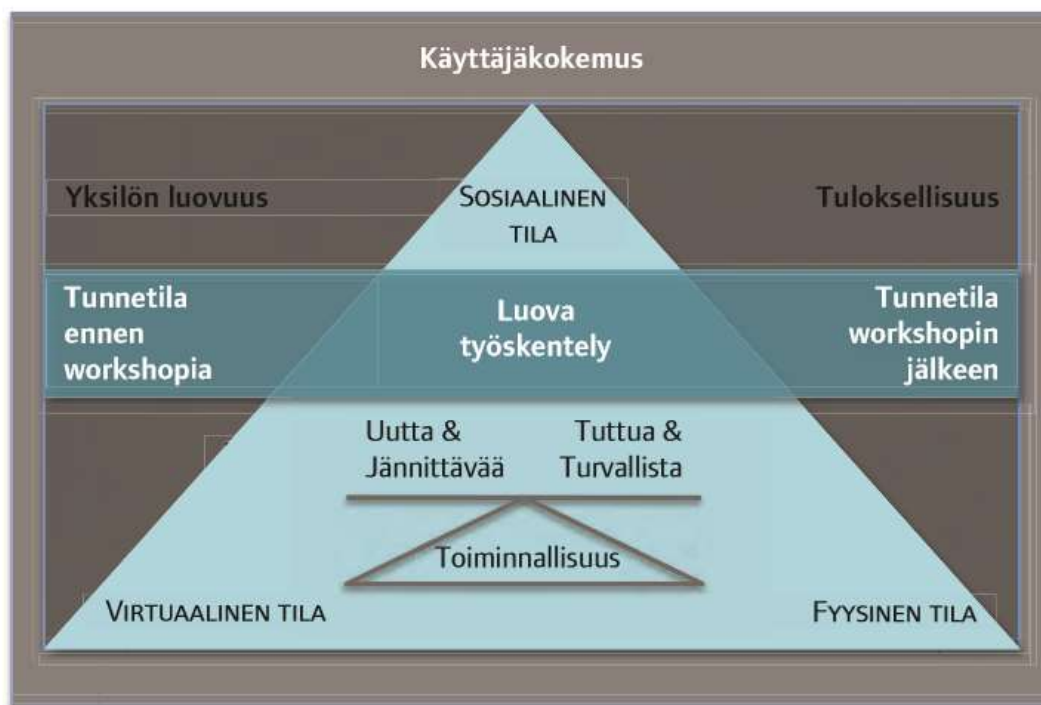 Käyttäjäkokemus
Yksilön luovuus
SOSIAALINEN
TILA
Tuloksellisuus
Tunnetila
ennen
workshopia
Luova
työskentely
Tunnetila
workshopin
jälkeen
Uutta &
Jännittävää
Tuttua &
Turvallista
Toiminnallisuus
VIRTUAALINEN TILA
FYYSINEN TILA